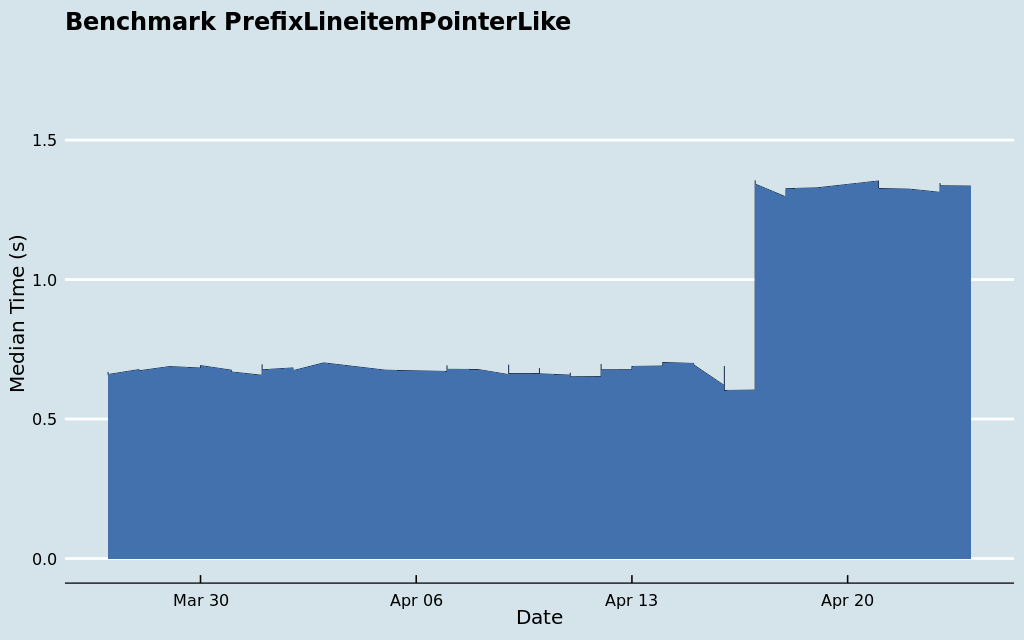 Benchmark PrefixLineitemPointerLike
Median Time (s)
1.5
1.0
0.5
0.0
Mar 30
Apr 06
Apr 13
Apr 20
Date